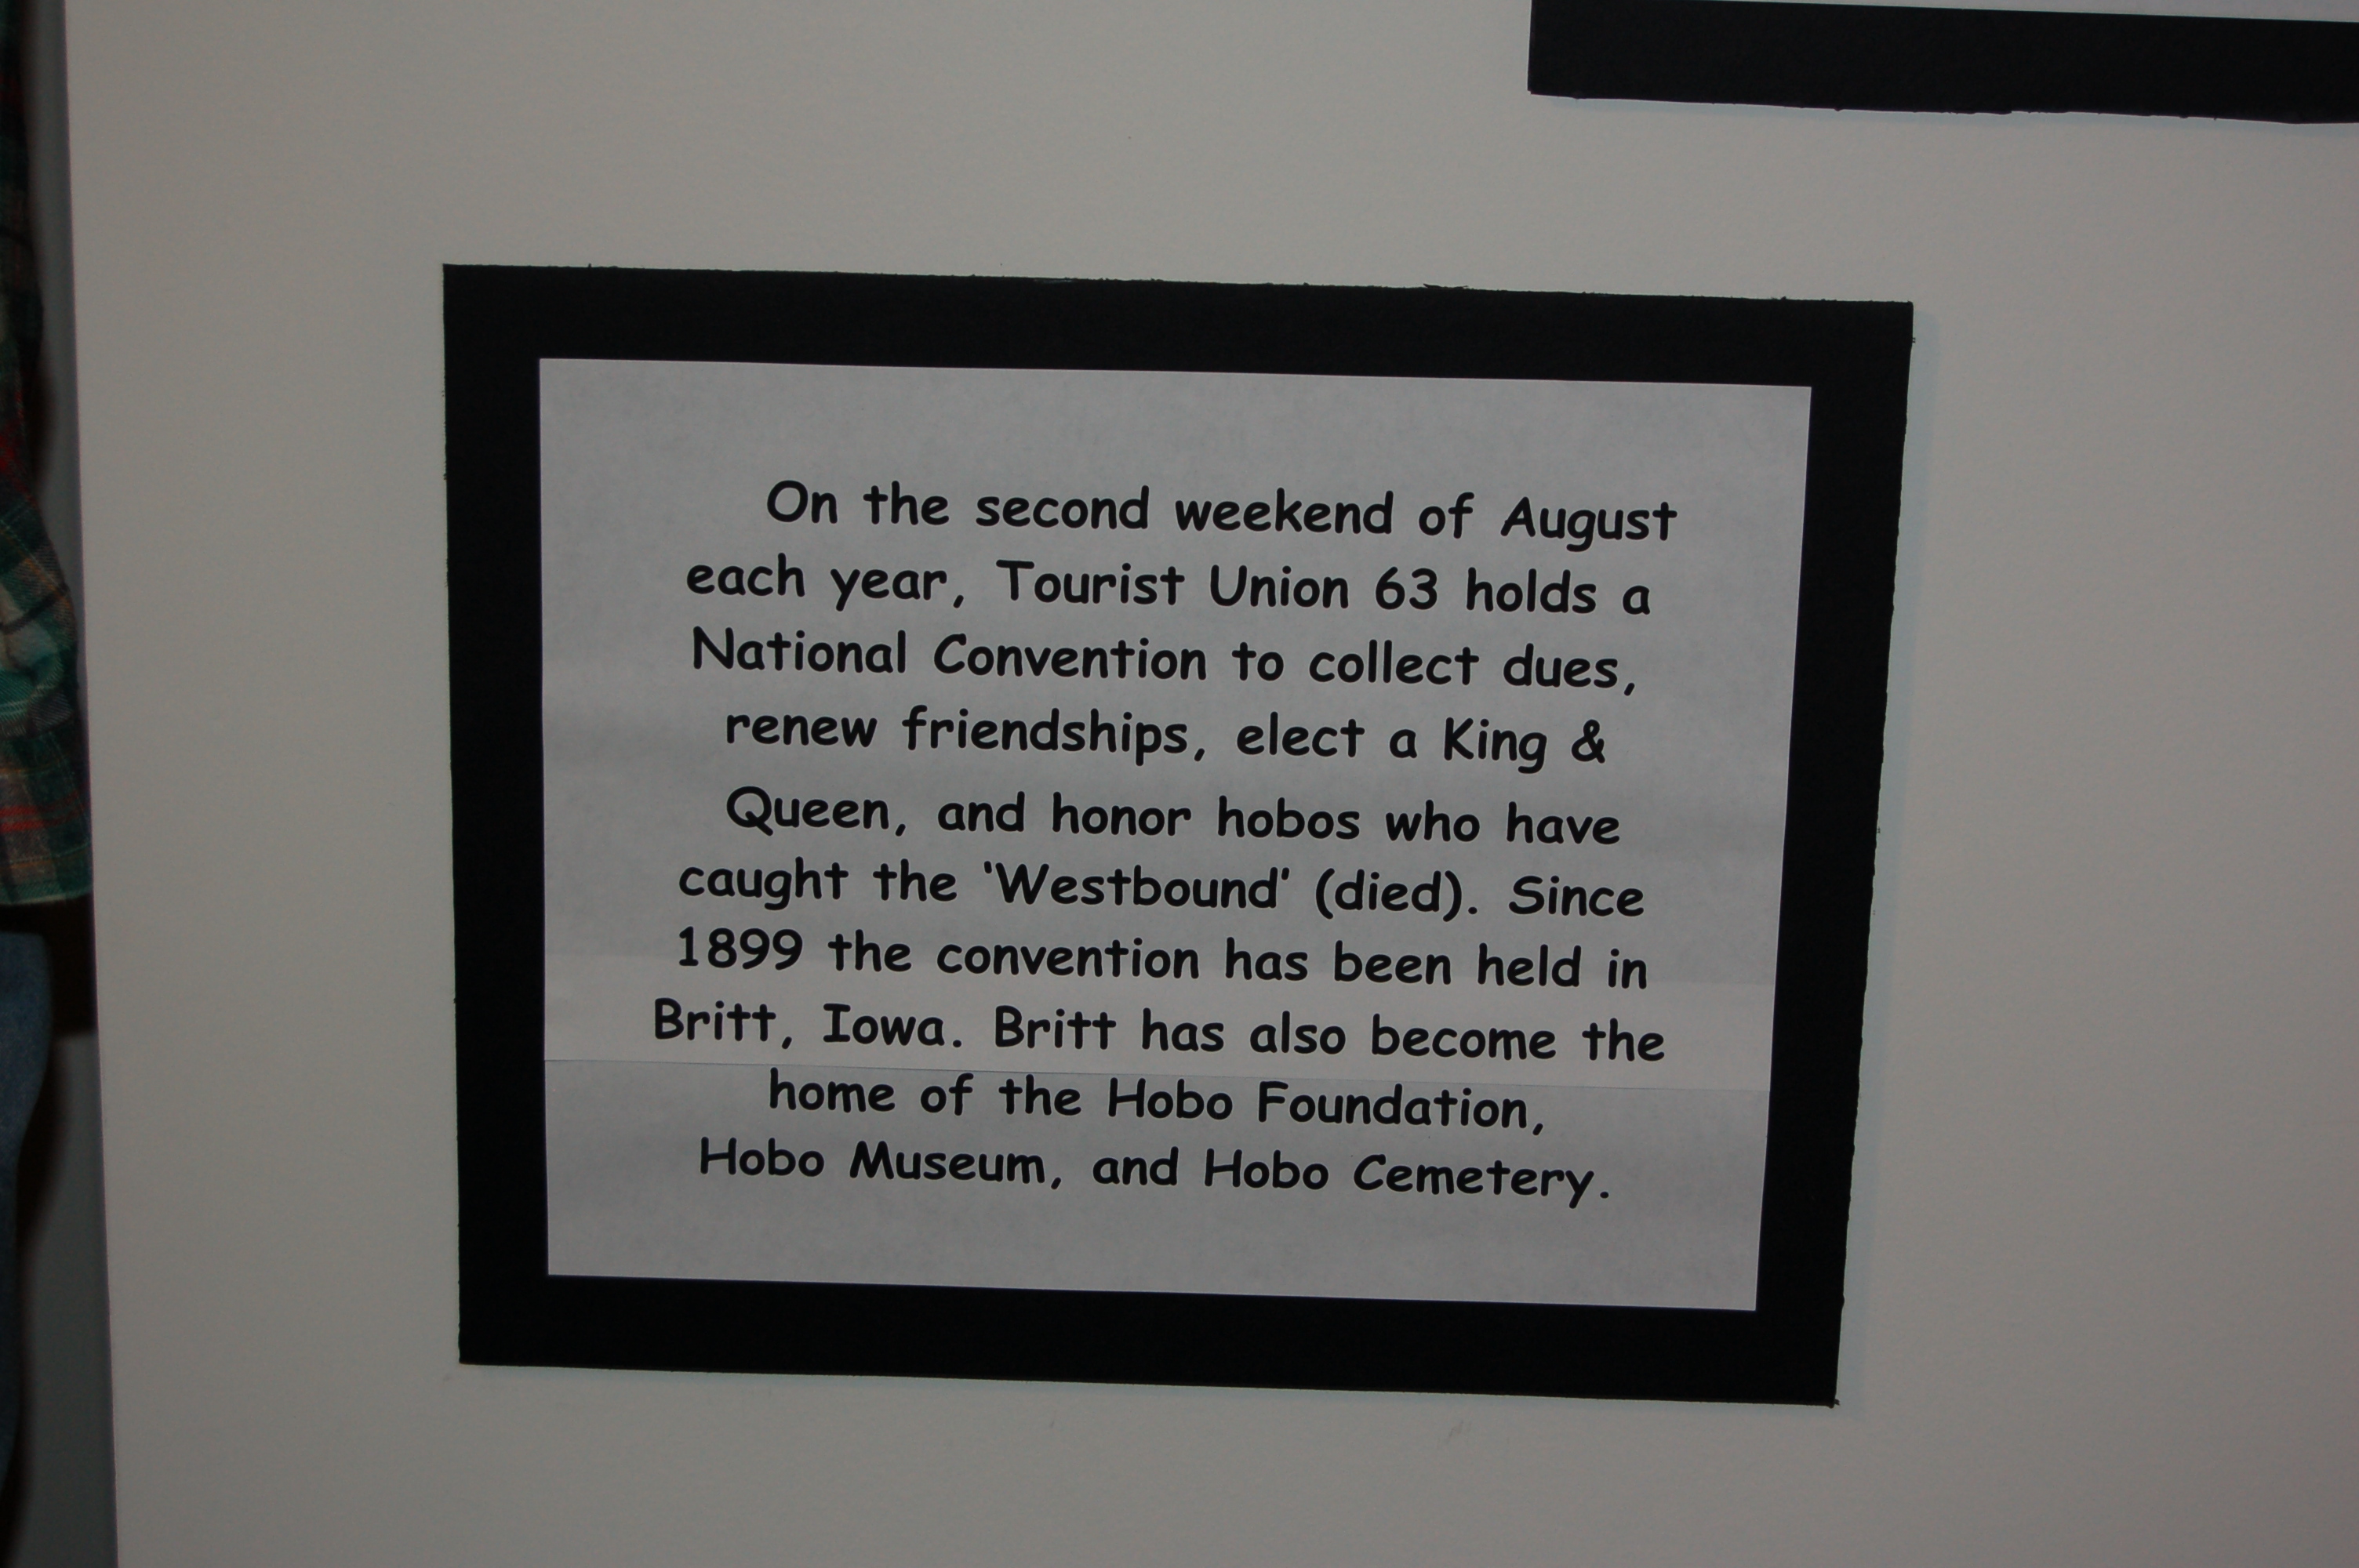 On the second weekend of August
each year, Tourist Union 63 holds a
National Convention to collect dues,
renew friendships, elect a King &
Queen, and honor hobos who have
caught the 'Westbound' (died). Since
1899 the convention has been held in
Britt, Iowa. Britt has also become the
home of the Hobo Foundation,
Hobo Museum, and Hobo Cemetery.